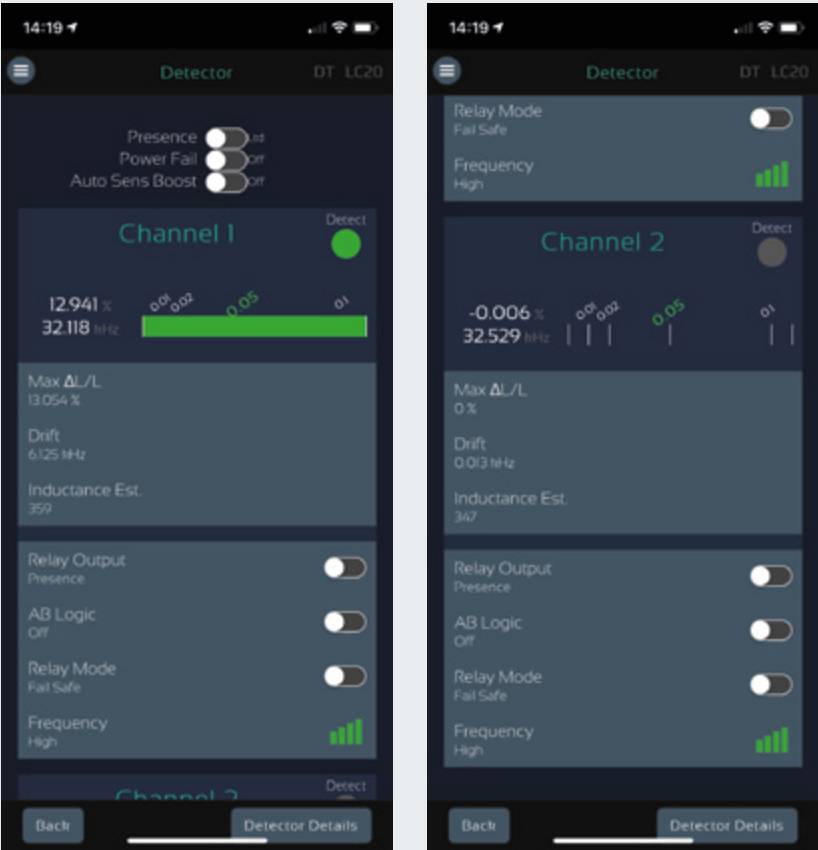 14:19
Detector
DT LC20
Presence Ltd
Power Fail Off
Auto Sens Boost Off
Channel 1
Detect
12.941 %
32.118 kHz
0.01 0.02 0.05 0.1
Max ΔL/L
13.054 %
Drift
6.125 kHz
Inductance Est.
359
Relay Output
Presence
AB Logic
Off
Relay Mode
Fail Safe
Frequency
High
Channel 2
Detect
Back
Detector Details
14:19
Detector
DT LC20
Relay Mode
Fail Safe
Frequency
High
Channel 2
Detect
-0.006 %
32.529 kHz
0.01 0.02 0.05 0.1
Max ΔL/L
0 %
Drift
0.013 kHz
Inductance Est.
347
Relay Output
Presence
AB Logic
Off
Relay Mode
Fail Safe
Frequency
High
Back
Detector Details